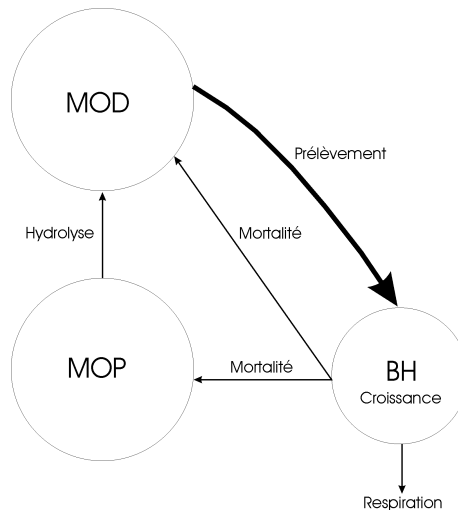 MOD
Prélèvement
Hydrolyse
Mortalité
Mortalité
MOP
BH
Croissance
Respiration